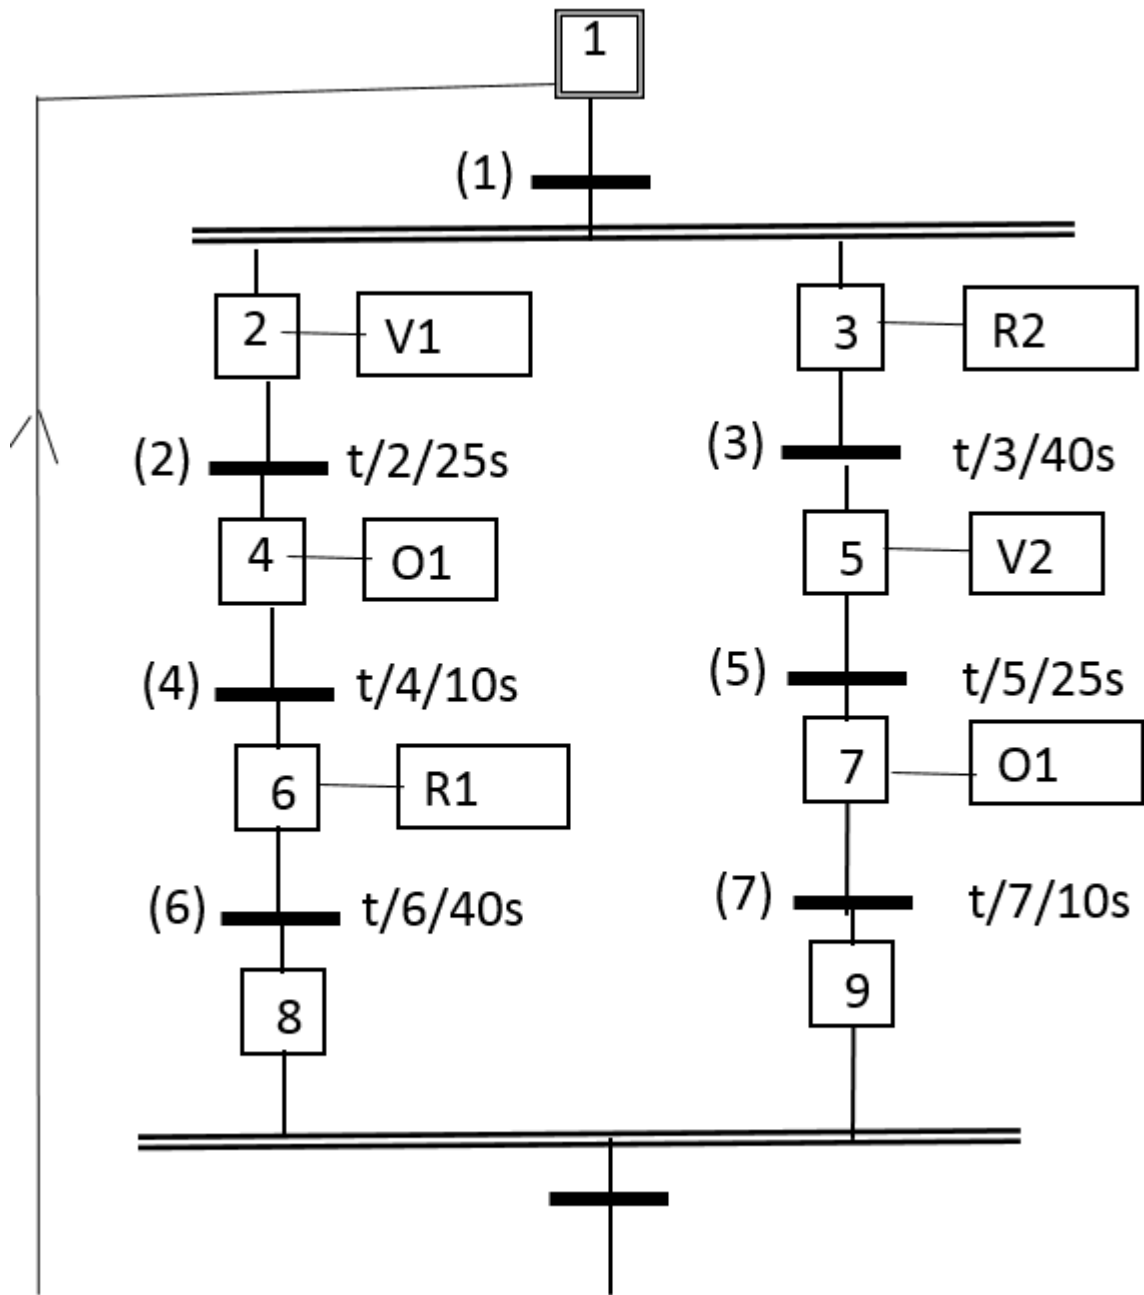 1
(1)
2 V1
3 R2
(2) t/2/25s
(3) t/3/40s
4 O1
5 V2
(4) t/4/10s
(5) t/5/25s
6 R1
7 O1
(6) t/6/40s
(7) t/7/10s
8
9